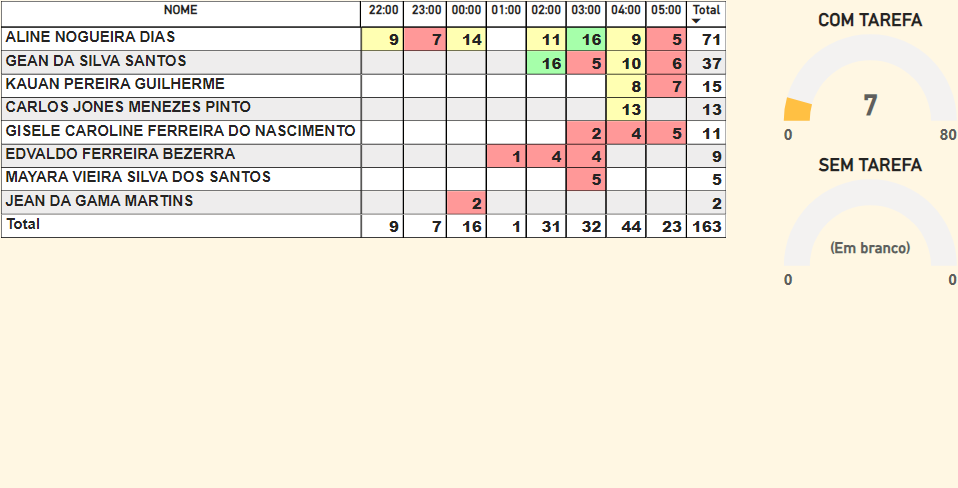 NOME 22:00 23:00 00:00 01:00 02:00 03:00 04:00 05:00 Total
ALINE NOGUEIRA DIAS 9 7 14 11 16 9 5 71
GEAN DA SILVA SANTOS 16 5 10 6 37
KAUAN PEREIRA GUILHERME 8 7 15
CARLOS JONES MENEZES PINTO 13 13
GISELE CAROLINE FERREIRA DO NASCIMENTO 2 4 5 11
EDVALDO FERREIRA BEZERRA 1 4 4 9
MAYARA VIEIRA SILVA DOS SANTOS 5 5
JEAN DA GAMA MARTINS 2 2
Total 9 7 16 1 31 32 44 23 163
COM TAREFA
7
0 80
SEM TAREFA
(Em branco)
0 0